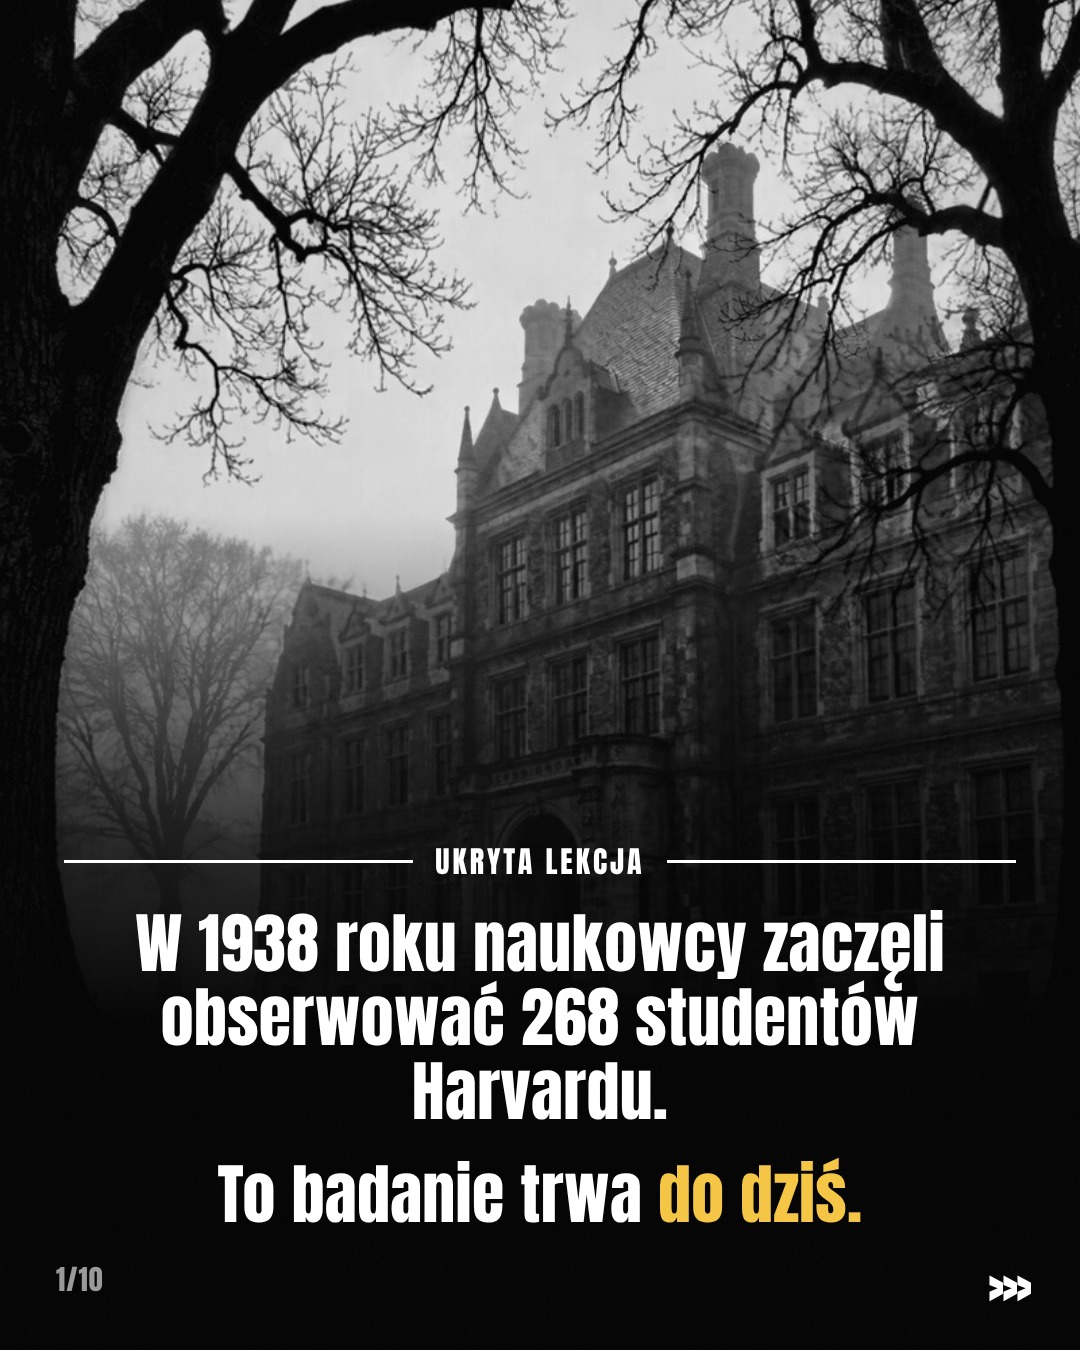 UKRYTA LEKCJA
W 1938 roku naukowcy zaczęli
obserwować 268 studentów
Harvardu.
To badanie trwa do dziś.
1/10
>>>